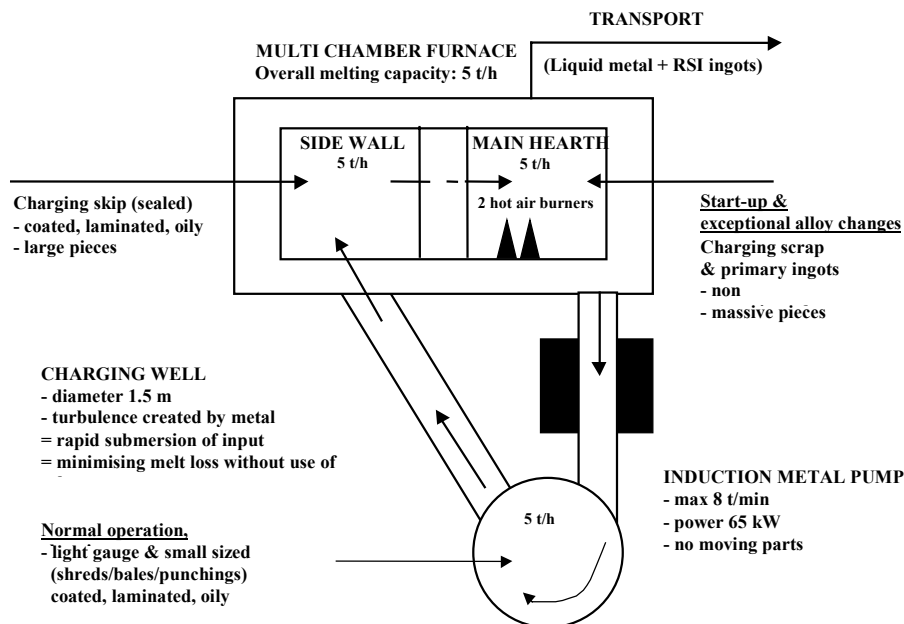 TRANSPORT
MULTI CHAMBER FURNACE
Overall melting capacity: 5 t/h
(Liquid metal + RSI ingots)
SIDE WALL
5 t/h
MAIN HEARTH
5 t/h
2 hot air burners
Charging skip (sealed)
- coated, laminated, oily
- large pieces
Start-up &
exceptional alloy changes
Charging scrap
& primary ingots
- non
- massive pieces
CHARGING WELL
- diameter 1.5 m
- turbulence created by metal
= rapid submersion of input
= minimising melt loss without use of
INDUCTION METAL PUMP
- max 8 t/min
- power 65 kW
- no moving parts
5 t/h
Normal operation,
- light gauge & small sized
(shreds/bales/punchings)
coated, laminated, oily